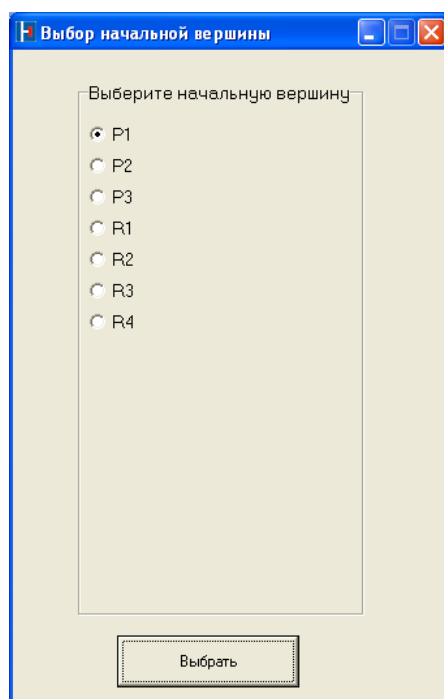 Выбор начальной вершины
Выберите начальную вершину
P1
P2
P3
R1
R2
R3
R4
Выбрать